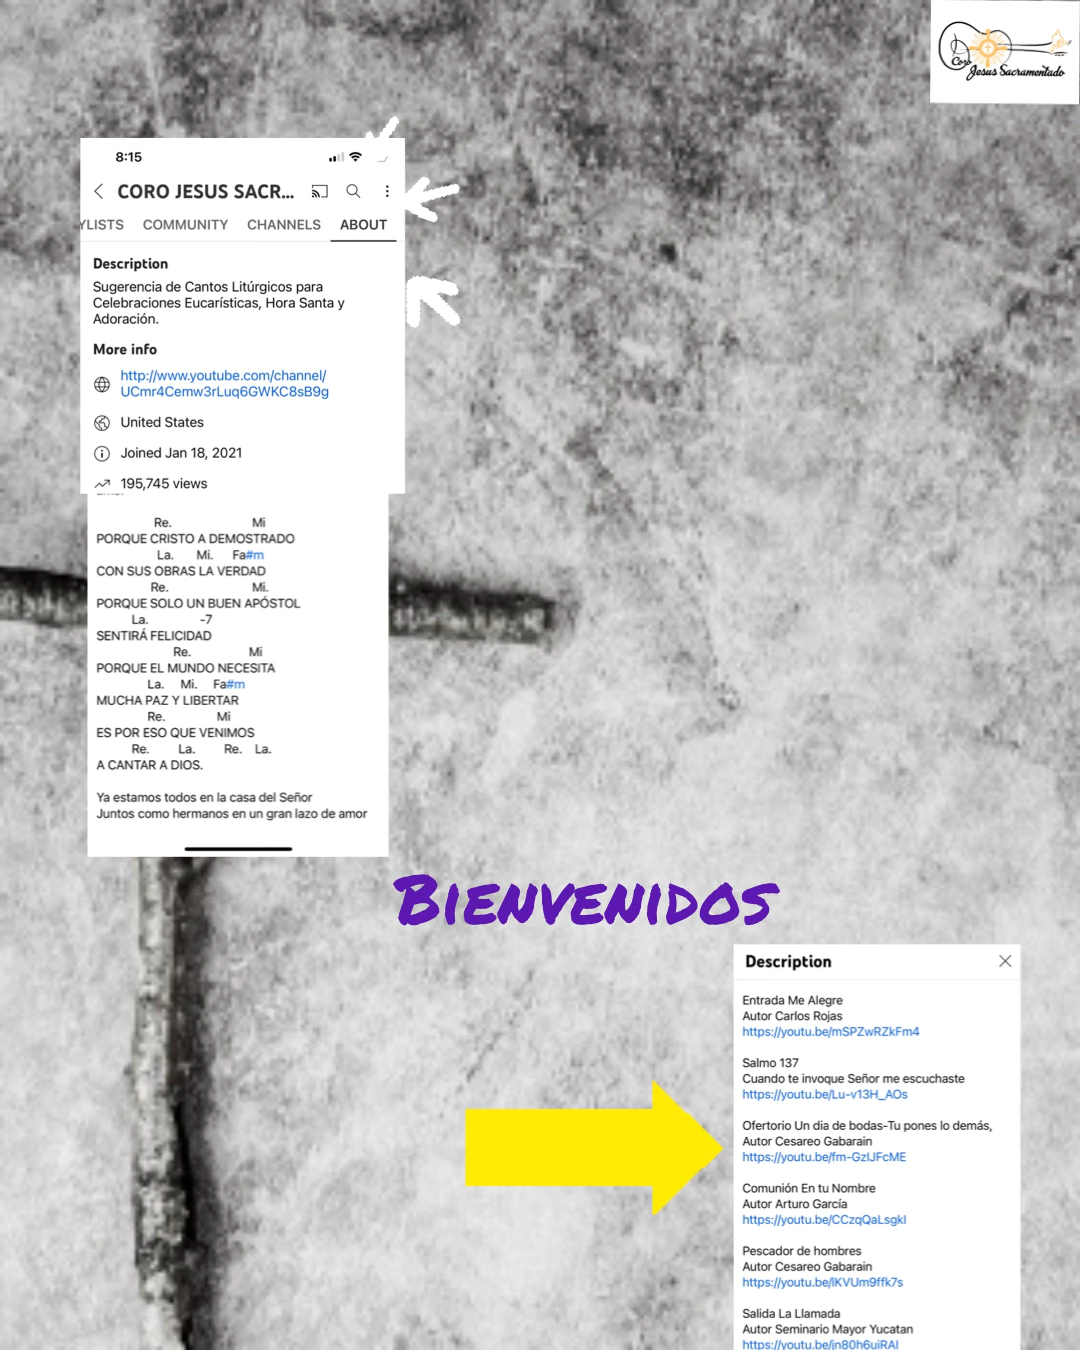 Coro
Jesus Sacramentado
8:15
CORO JESUS SACR...
YLISTS COMMUNITY CHANNELS ABOUT
Description
Sugerencia de Cantos Litúrgicos para
Celebraciones Eucarísticas, Hora Santa y
Adoración.
More info
http://www.youtube.com/channel/
UCmr4Cemw3rLuq6GWKC8sB9g
United States
Joined Jan 18, 2021
195,745 views
Re. Mi
PORQUE CRISTO A DEMOSTRADO
La. Mi. Fa#m
CON SUS OBRAS LA VERDAD
Re. Mi.
PORQUE SOLO UN BUEN APÓSTOL
La. -7
SENTIRÁ FELICIDAD
Re. Mi
PORQUE EL MUNDO NECESITA
La. Mi. Fa#m
MUCHA PAZ Y LIBERTAR
Re. Mi
ES POR ESO QUE VENIMOS
Re. La. Re. La.
A CANTAR A DIOS.
Ya estamos todos en la casa del Señor
Juntos como hermanos en un gran lazo de amor
BIENVENIDOS
Description
Entrada Me Alegre
Autor Carlos Rojas
https://youtu.be/mSPZwRZkFm4
Salmo 137
Cuando te invoque Señor me escuchaste
https://youtu.be/Lu-v13H_AOs
Ofertorio Un dia de bodas-Tu pones lo demás,
Autor Cesareo Gabarain
https://youtu.be/fm-GzlJFcME
Comunión En tu Nombre
Autor Arturo García
https://youtu.be/CCzqQaLsgkI
Pescador de hombres
Autor Cesareo Gabarain
https://youtu.be/lKVUm9ffk7s
Salida La Llamada
Autor Seminario Mayor Yucatan
https://youtu.be/jn80h6uiRAI